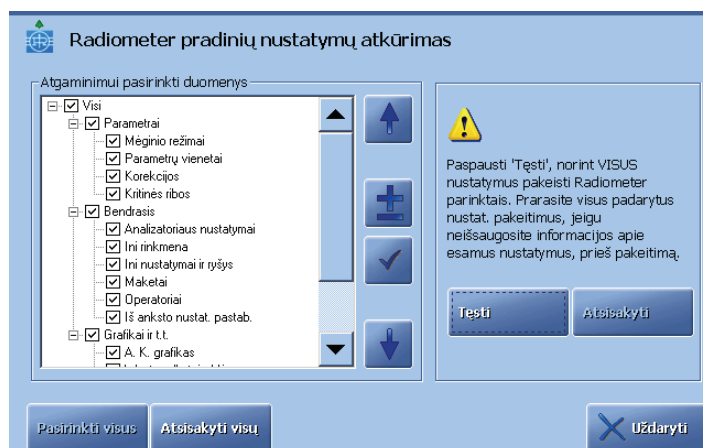 Radiometer pradinių nustatymų atkūrimas
Atgaminimui pasirinkti duomenys
Visi
Parametrai
Mėginio režimai
Parametrų vienetai
Korekcijos
Kritinės ribos
Bendrasis
Analizatoriaus nustatymai
Ini rinkmena
Ini nustatymai ir ryšys
Maketai
Operatoriai
Iš anksto nustat. pastab.
Grafikai ir t.t.
A. K. grafikas
Paspausti 'Tęsti', norint VISUS
nustatymus pakeisti Radiometer
parinktais. Prarasite visus padarytus
nustat. pakeitimus, jeigu
neišsaugosite informacijos apie
esamus nustatymus, prieš pakeitimą.
Tęsti
Atsisakyti
Pasirinkti visus
Atsisakyti visų
Uždaryti